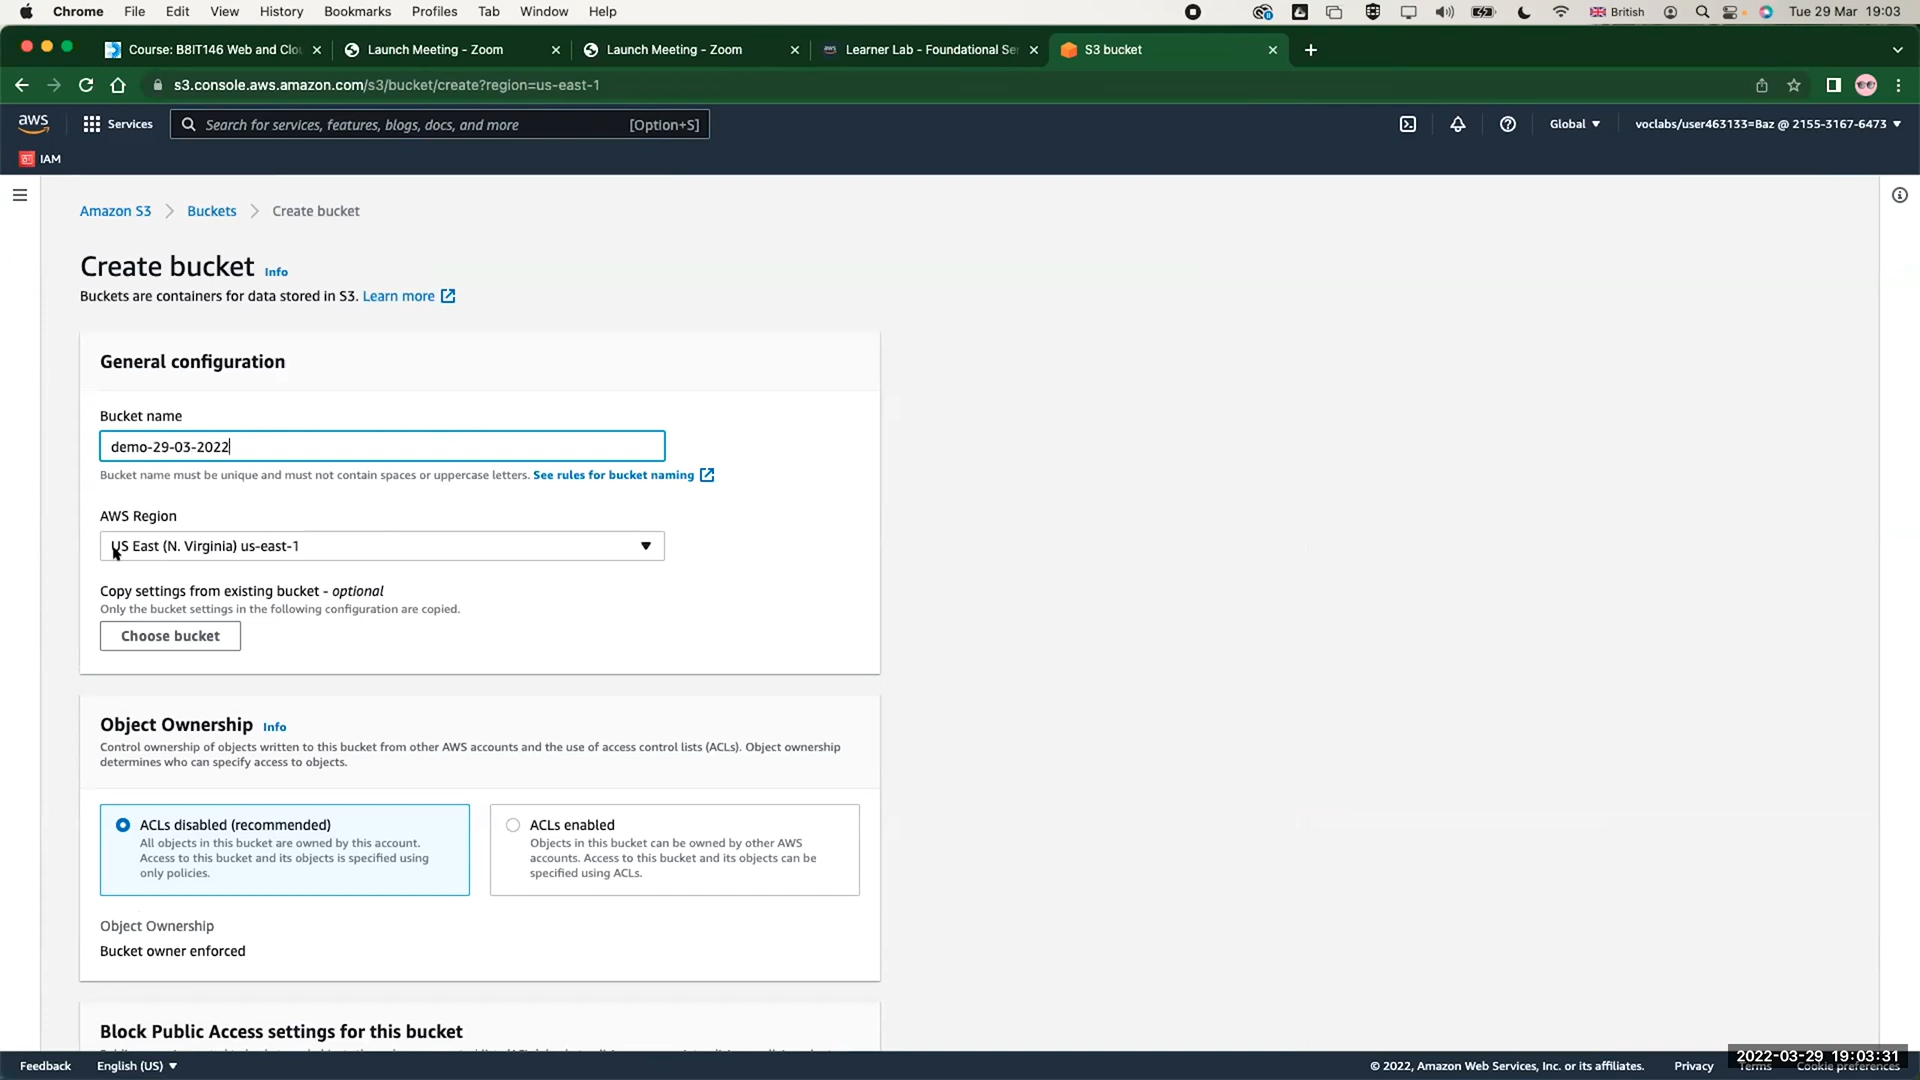 Chrome File Edit View History Bookmarks Profiles Tab Window Help British Tue 29 Mar 19:03
Course: B8IT146 Web and Clou Launch Meeting - Zoom Launch Meeting - Zoom Learner Lab - Foundational Ser S3 bucket
s3.console.aws.amazon.com/s3/bucket/create?region=us-east-1
aws Services Search for services, features, blogs, docs, and more [Option+S] Global voclabs/user463133=Baz @ 2155-3167-6473
IAM
Amazon S3 Buckets Create bucket
Create bucket Info
Buckets are containers for data stored in S3. Learn more
General configuration
Bucket name
demo-29-03-2022
Bucket name must be unique and must not contain spaces or uppercase letters. See rules for bucket naming
AWS Region
US East (N. Virginia) us-east-1
Copy settings from existing bucket - optional
Only the bucket settings in the following configuration are copied.
Choose bucket
Object Ownership Info
Control ownership of objects written to this bucket from other AWS accounts and the use of access control lists (ACLs). Object ownership
determines who can specify access to objects.
ACLs disabled (recommended)
All objects in this bucket are owned by this account.
Access to this bucket and its objects is specified using
only policies.
ACLs enabled
Objects in this bucket can be owned by other AWS
accounts. Access to this bucket and its objects can be
specified using ACLs.
Object Ownership
Bucket owner enforced
Block Public Access settings for this bucket
Feedback English (US) © 2022, Amazon Web Services, Inc. or its affiliates. Privacy Terms Cookie preferences
2022-03-29 19:03:31